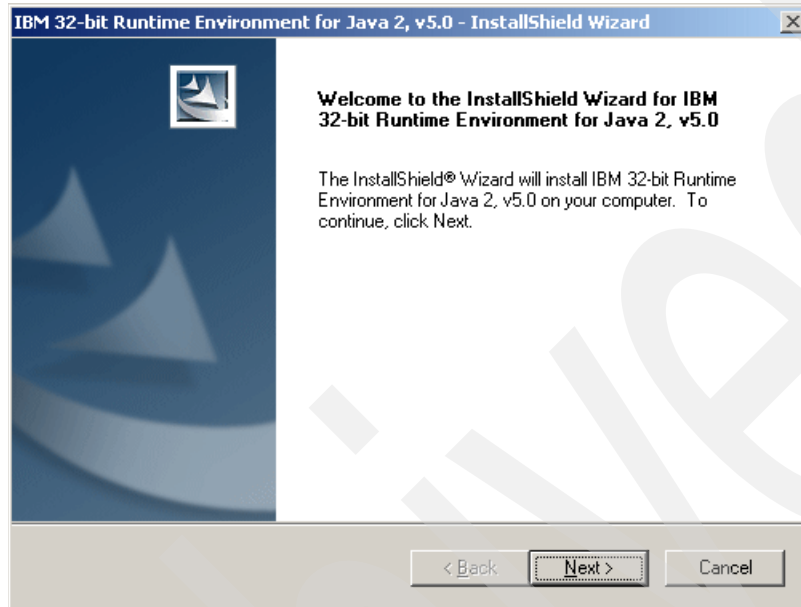 IBM 32-bit Runtime Environment for Java 2, v5.0 - InstallShield Wizard
Welcome to the InstallShield Wizard for IBM
32-bit Runtime Environment for Java 2, v5.0
The InstallShield® Wizard will install IBM 32-bit Runtime
Environment for Java 2, v5.0 on your computer.  To
continue, click Next.
< Back
Next >
Cancel